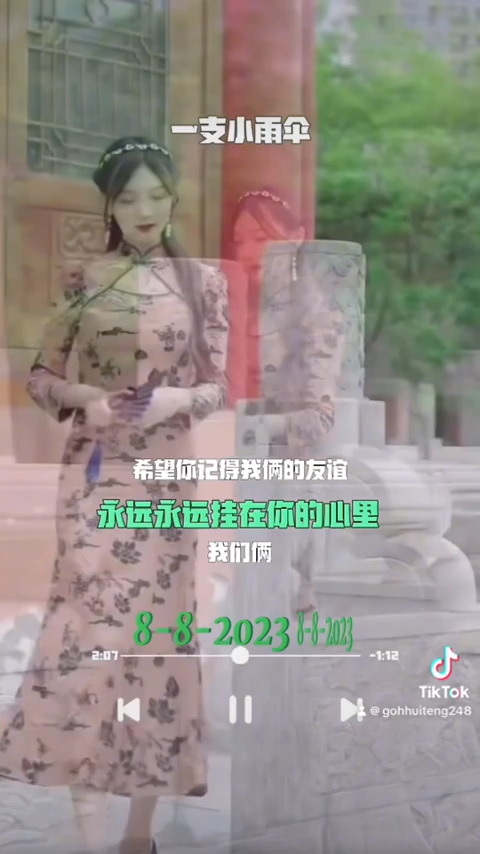 一支小雨伞
希望你记得我俩的友谊
永远永远挂在你的心里
我们俩
8-8-2023 8-8-2023
2:07 -1:12
TikTok
@gohhuiteng248